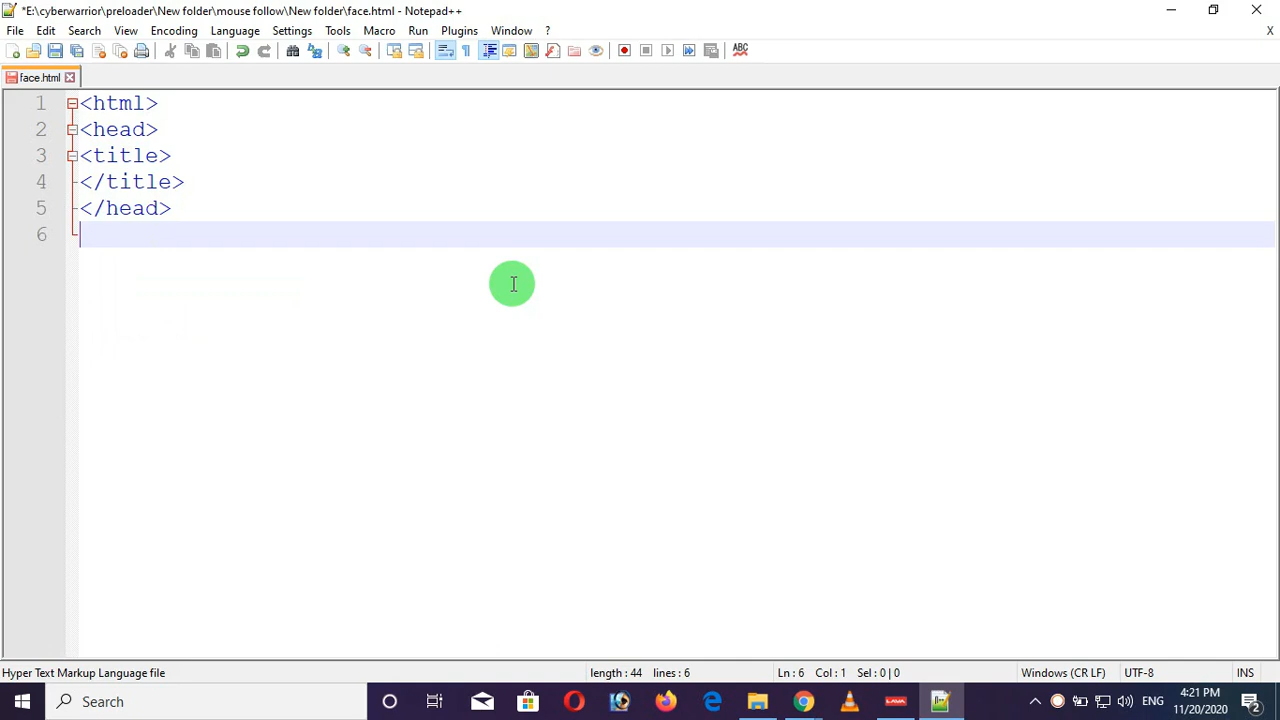 *E:\cyberwarrior\preloader\New folder\mouse follow\New folder\face.html - Notepad++
File Edit Search View Encoding Language Settings Tools Macro Run Plugins Window ? X
ABC
face.html
1 <html>
2 <head>
3 <title>
4 </title>
5 </head>
6
Hyper Text Markup Language file length : 44 lines : 6 Ln : 6 Col : 1 Sel : 0 | 0 Windows (CR LF) UTF-8 INS
Search LAVA ENG 4:21 PM
11/20/2020 2